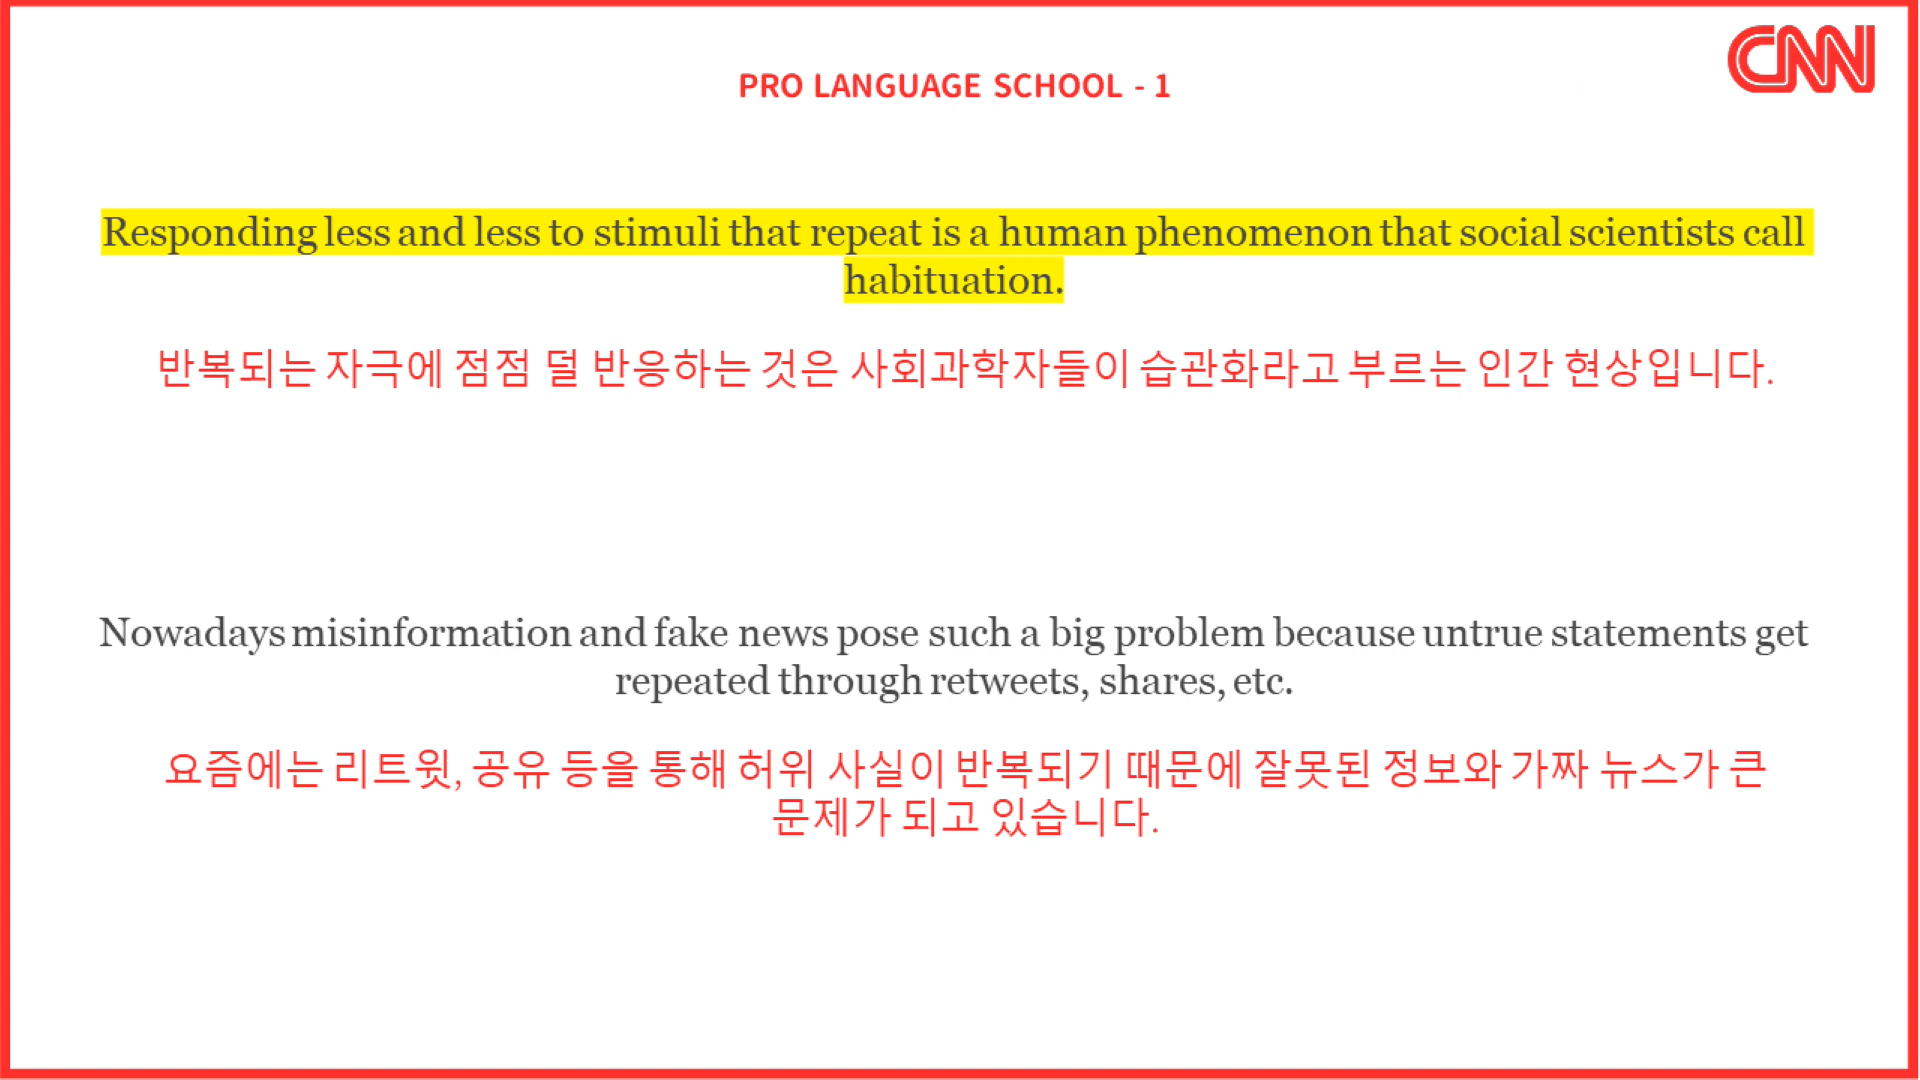 CNN
PRO LANGUAGE SCHOOL - 1
Responding less and less to stimuli that repeat is a human phenomenon that social scientists call
habituation.
반복되는 자극에 점점 덜 반응하는 것은 사회과학자들이 습관화라고 부르는 인간 현상입니다.
Nowadays misinformation and fake news pose such a big problem because untrue statements get
repeated through retweets, shares, etc.
요즘에는 리트윗, 공유 등을 통해 허위 사실이 반복되기 때문에 잘못된 정보와 가짜 뉴스가 큰
문제가 되고 있습니다.